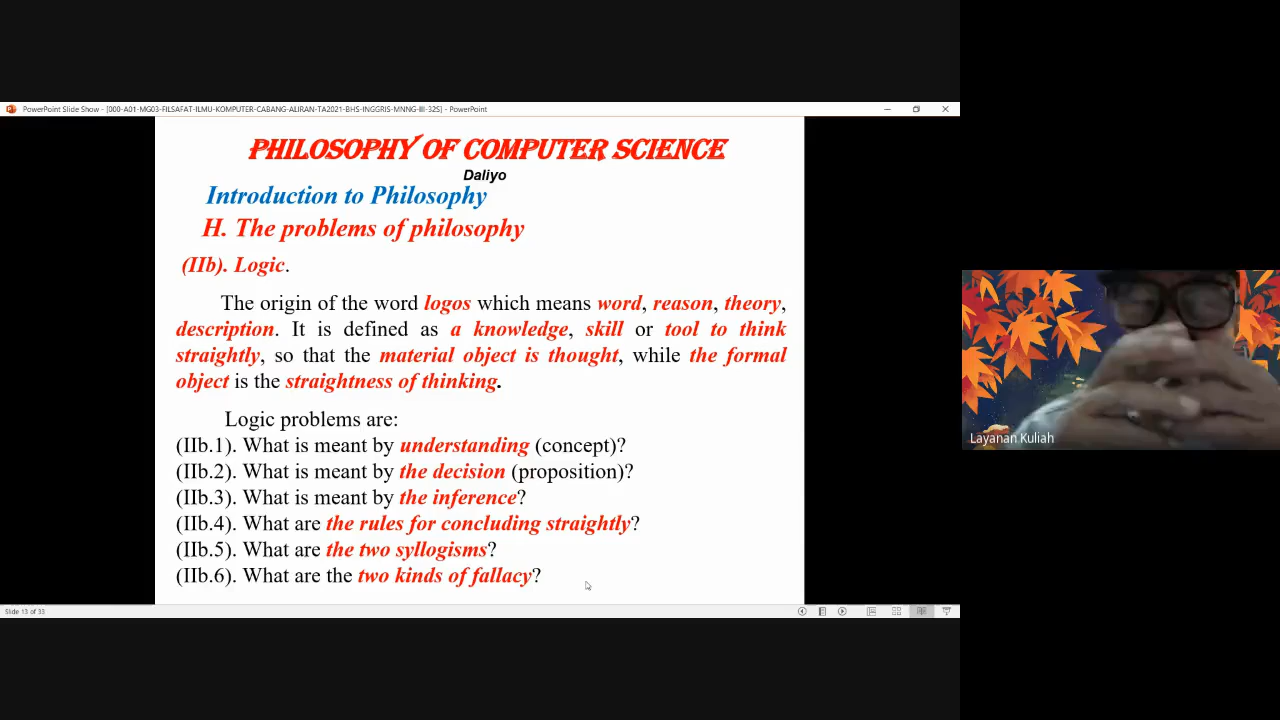 PowerPoint Slide Show - [000-A01-MG03-FILSAFAT-ILMU-KOMPUTER-CABANG-ALIRAN-TA2021-BHS-INGGRIS-MNNG-III-32S] - PowerPoint
PHILOSOPHY OF COMPUTER SCIENCE
Daliyo
Introduction to Philosophy
H. The problems of philosophy
(IIb). Logic.
The origin of the word logos which means word, reason, theory,
description. It is defined as a knowledge, skill or tool to think
straightly, so that the material object is thought, while the formal
object is the straightness of thinking.
Logic problems are:
(IIb.1). What is meant by understanding (concept)?
(IIb.2). What is meant by the decision (proposition)?
(IIb.3). What is meant by the inference?
(IIb.4). What are the rules for concluding straightly?
(IIb.5). What are the two syllogisms?
(IIb.6). What are the two kinds of fallacy?
Slide 13 of 33
Layanan Kuliah